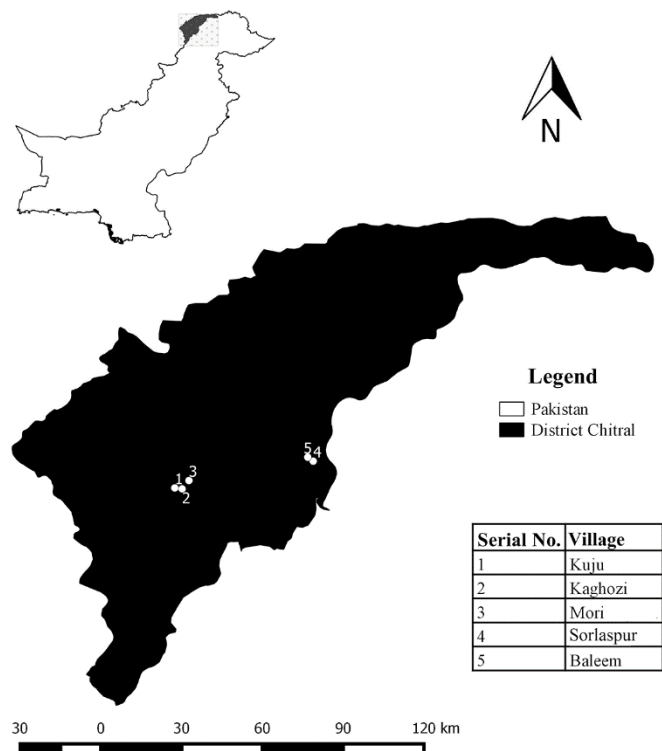 N
Legend
Pakistan
District Chitral
5 4
3
1
2
Serial No. Village
1 Kuju
2 Kaghozi
3 Mori
4 Sorlaspur
5 Baleem
30 0 30 60 90 120 km